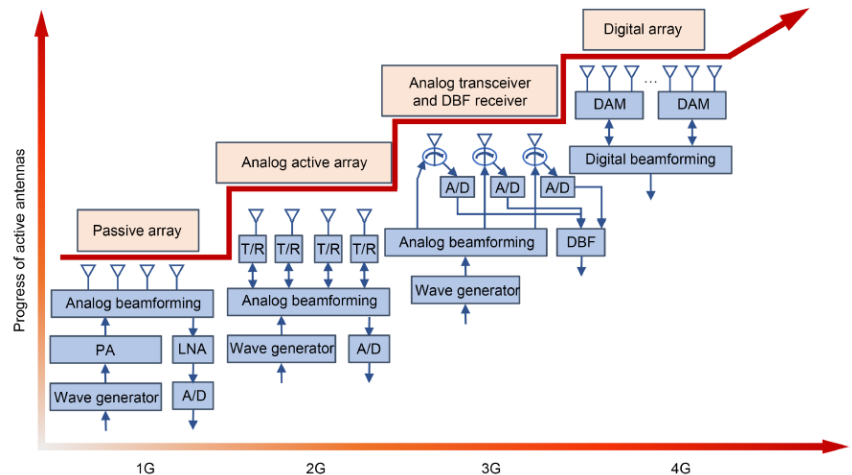 Progress of active antennas
Passive array
Analog beamforming
PA
LNA
Wave generator
A/D
1G
Analog active array
T/R
T/R
T/R
T/R
Analog beamforming
Wave generator
A/D
2G
Analog transceiver
and DBF receiver
A/D
A/D
A/D
Analog beamforming
DBF
Wave generator
3G
Digital array
...
DAM
DAM
Digital beamforming
4G